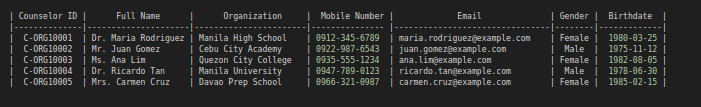 | Counselor ID | Full Name | Organization | Mobile Number | Email | Gender | Birthdate |
|--------------|--------------------|---------------------|---------------|--------------------------------|--------|------------|
| C-ORG10001 | Dr. Maria Rodriguez | Manila High School | 0912-345-6789 | maria.rodriguez@example.com | Female | 1980-03-25 |
| C-ORG10002 | Mr. Juan Gomez | Cebu City Academy | 0922-987-6543 | juan.gomez@example.com | Male | 1975-11-12 |
| C-ORG10003 | Ms. Ana Lim | Quezon City College | 0935-555-1234 | ana.lim@example.com | Female | 1982-08-05 |
| C-ORG10004 | Dr. Ricardo Tan | Manila University | 0947-789-0123 | ricardo.tan@example.com | Male | 1978-06-30 |
| C-ORG10005 | Mrs. Carmen Cruz | Davao Prep School | 0966-321-0987 | carmen.cruz@example.com | Female | 1985-02-15 |